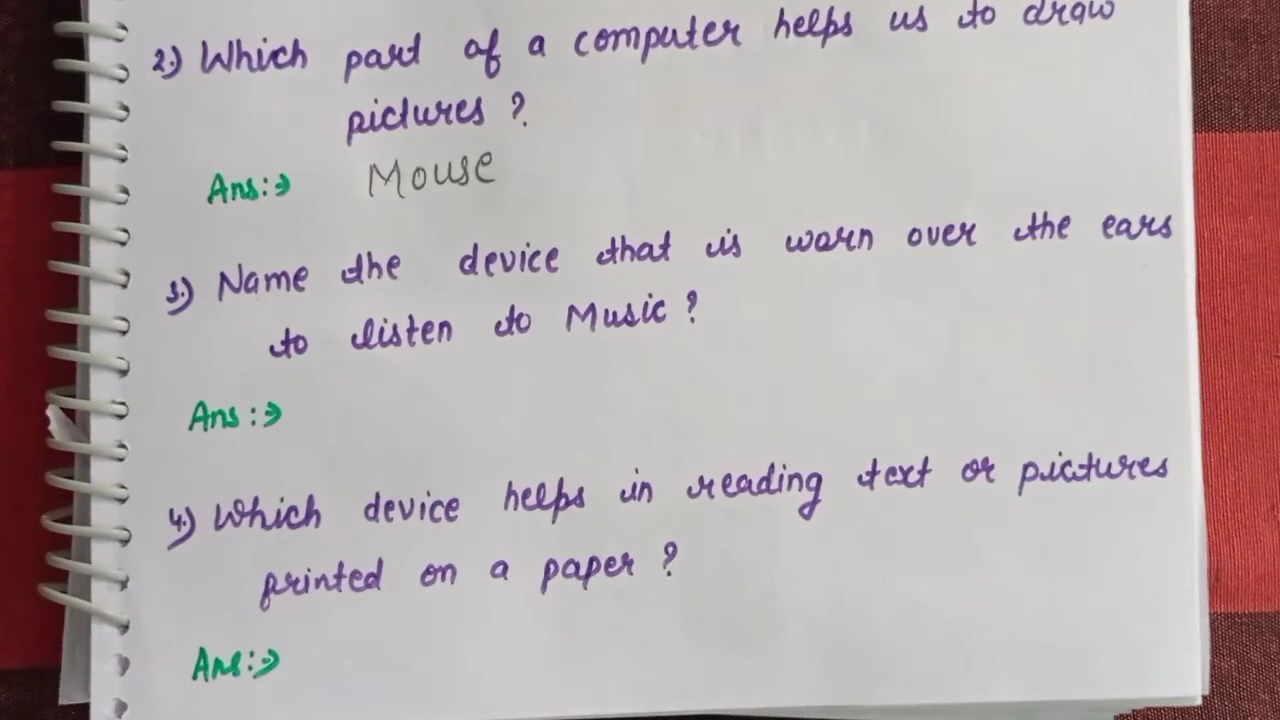 2.) Which part of a computer helps us to draw
pictures ?
Ans:→ Mouse
3.) Name the device that is warn over the ears
to listen to Music ?
Ans :→
4.) Which device helps in reading text or pictures
printed on a paper ?
Ans:→